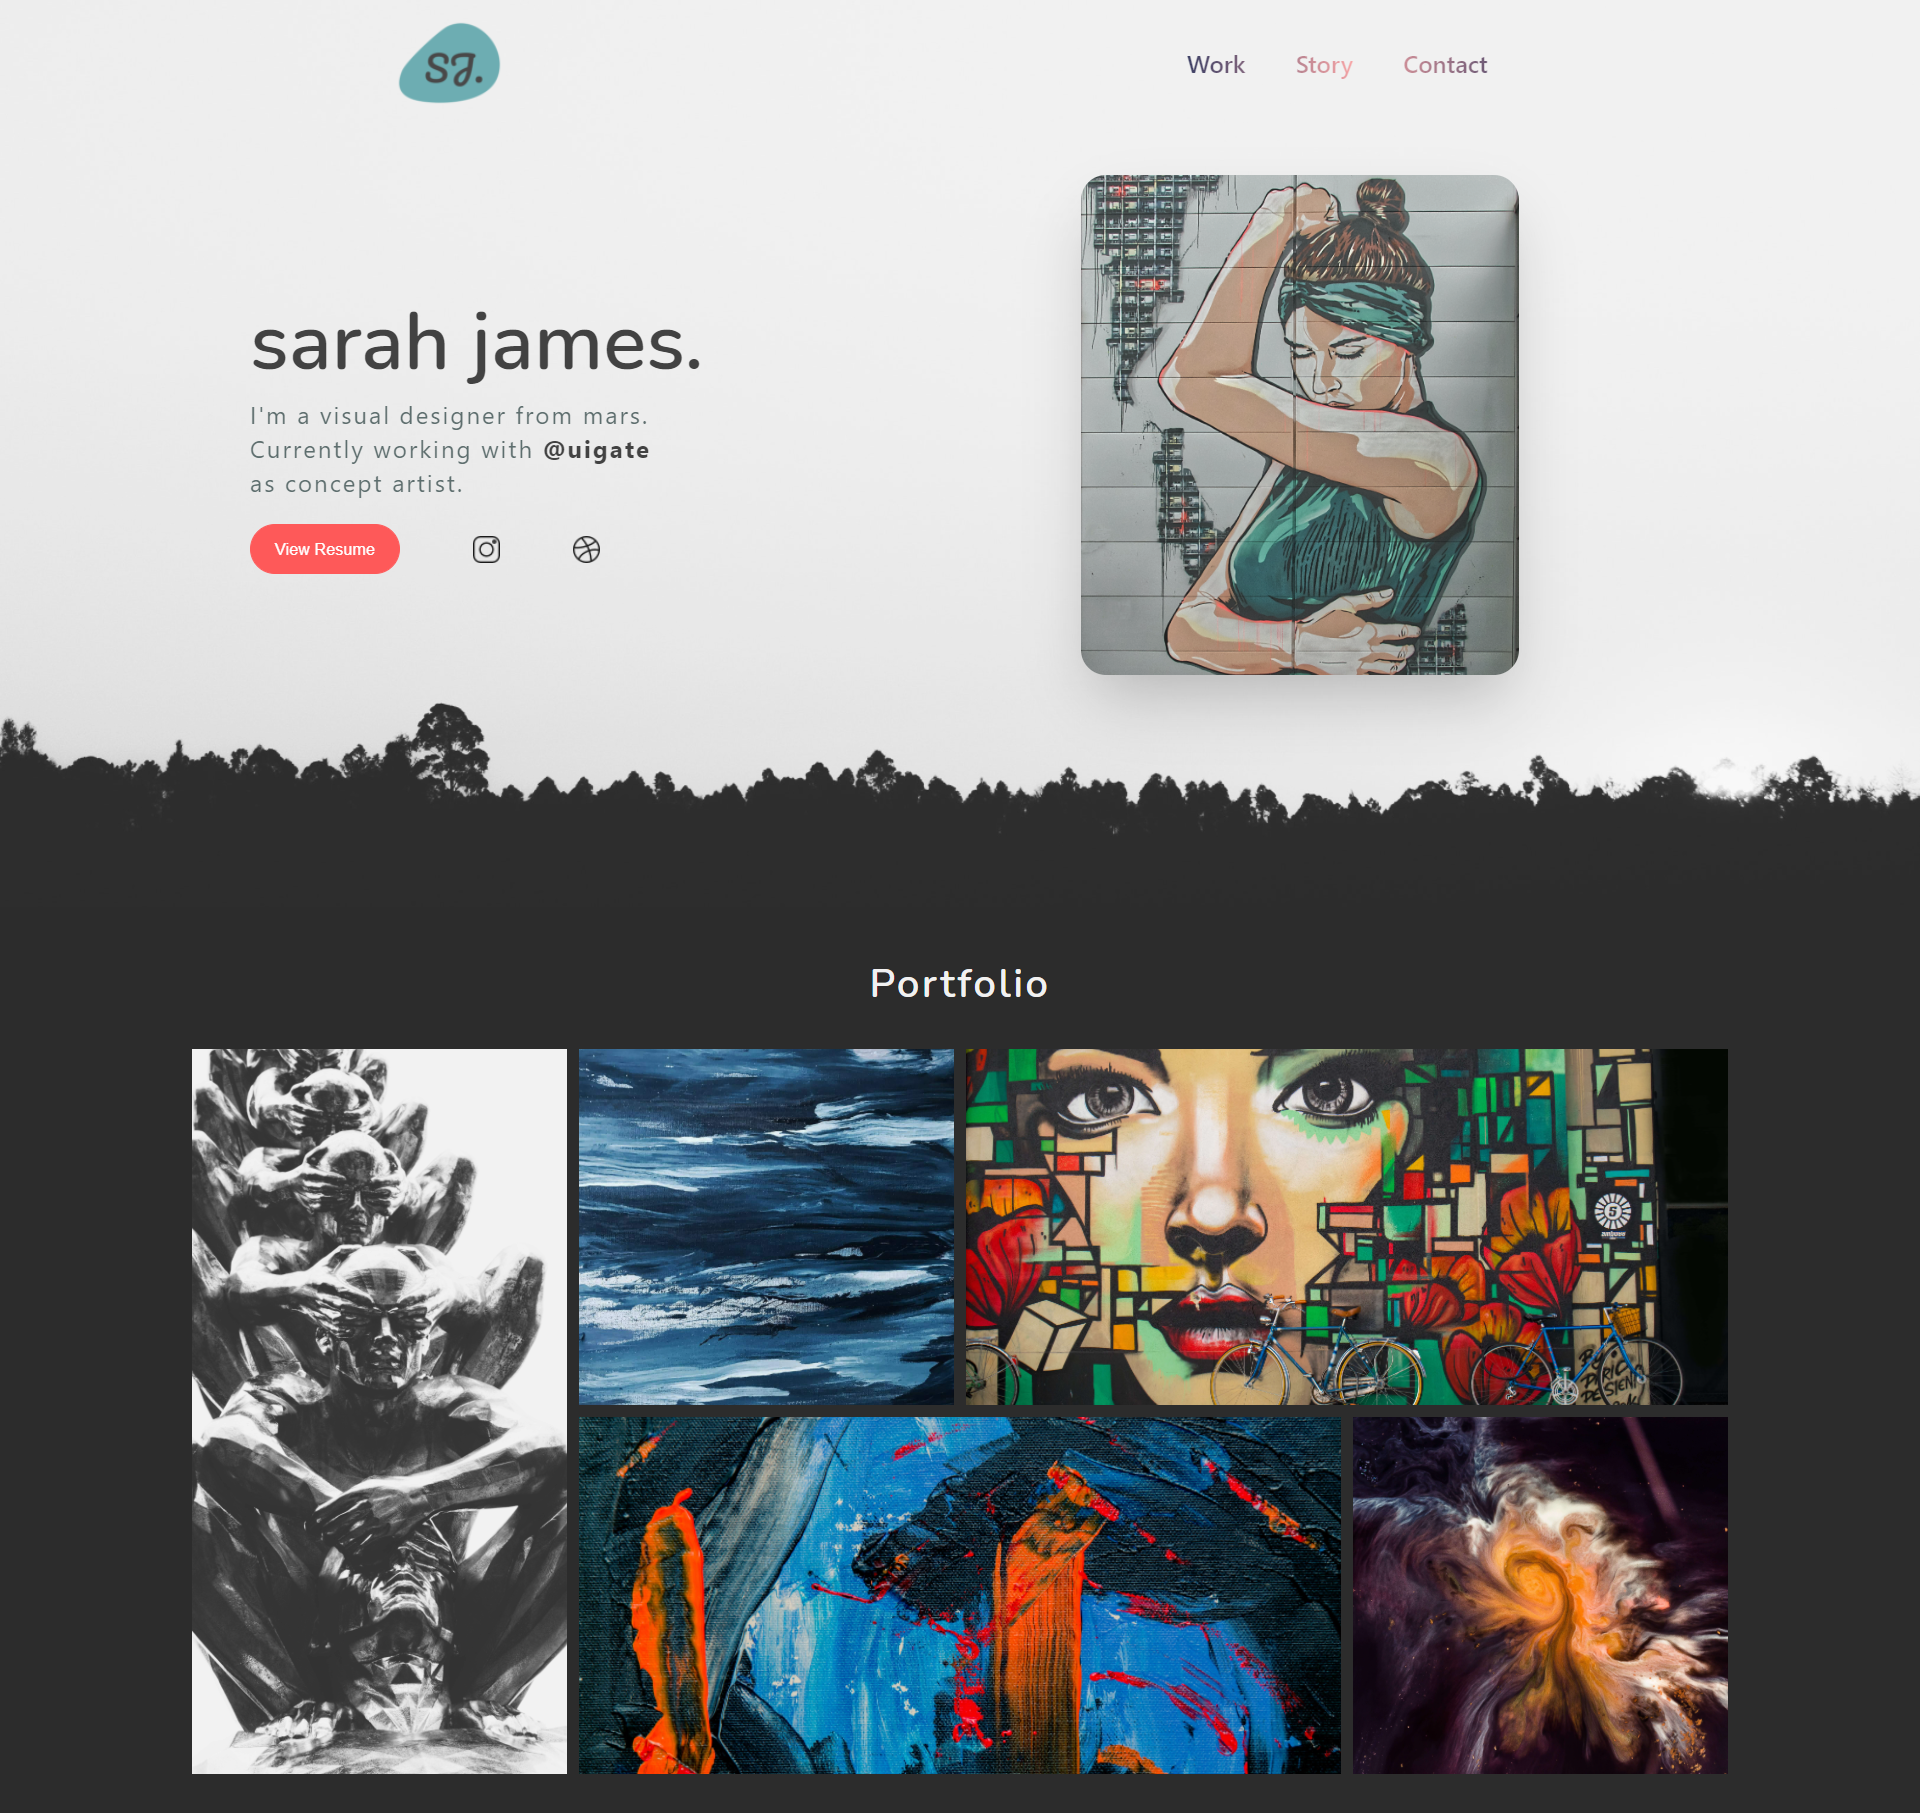 SJ.
Work Story Contact
sarah james.
I'm a visual designer from mars.
Currently working with @uigate
as concept artist.
View Resume
Portfolio
5